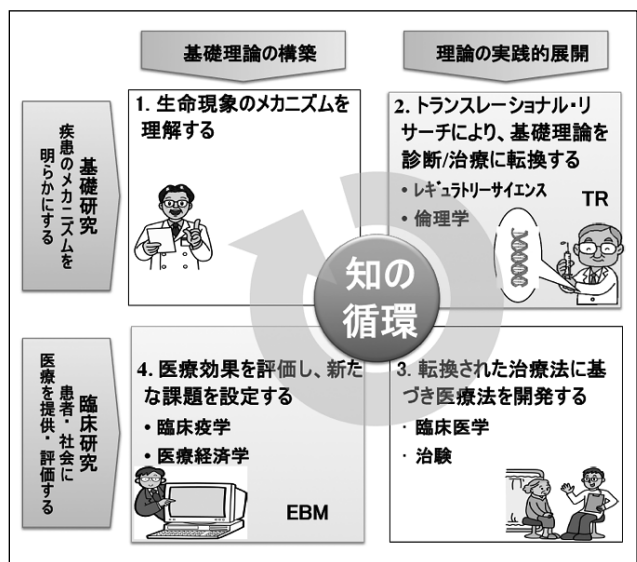 基礎理論の構築
理論の実践的展開
基礎研究
疾患のメカニズムを
明らかにする
1. 生命現象のメカニズムを
理解する
2. トランスレーショナル・リ
サーチにより、基礎理論を
診断/治療に転換する
• レギュラトリーサイエンス
• 倫理学
TR
知の
循環
臨床研究
患者・社会に
医療を提供・評価する
4. 医療効果を評価し、新た
な課題を設定する
• 臨床疫学
• 医療経済学
EBM
3. 転換された治療法に基
づき医療法を開発する
· 臨床医学
· 治験